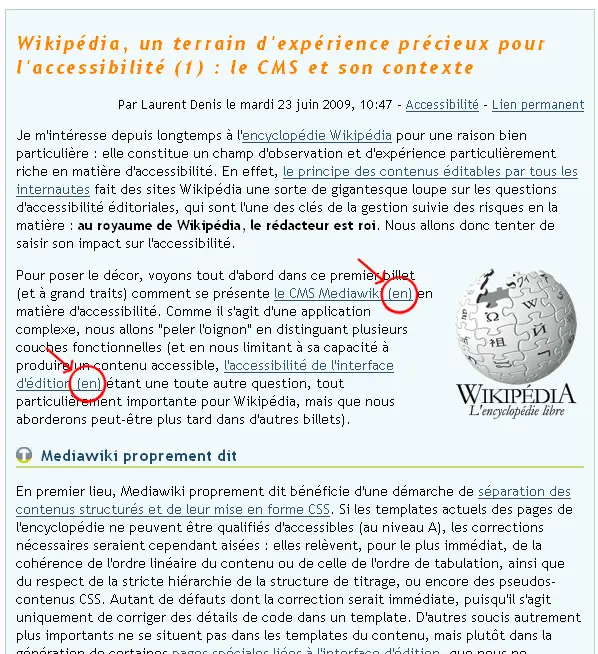 Wikipédia, un terrain d'expérience précieux pour
l'accessibilité (1) : le CMS et son contexte
Par Laurent Denis le mardi 23 juin 2009, 10:47 - Accessibilité - Lien permanent
Je m'intéresse depuis longtemps à l'encyclopédie Wikipédia pour une raison bien
particulière : elle constitue un champ d'observation et d'expérience particulièrement
riche en matière d'accessibilité. En effet, le principe des contenus éditables par tous les
internautes fait des sites Wikipédia une sorte de gigantesque loupe sur les questions
d'accessibilité éditoriales, qui sont l'une des clés de la gestion suivie des risques en la
matière : au royaume de Wikipédia, le rédacteur est roi. Nous allons donc tenter de
saisir son impact sur l'accessibilité.
Pour poser le décor, voyons tout d'abord dans ce premier billet
(et à grand traits) comment se présente le CMS Mediawiki (en) en
matière d'accessibilité. Comme il s'agit d'une application
complexe, nous allons "peler l'oignon" en distinguant plusieurs
couches fonctionnelles (et en nous limitant à sa capacité à
produire un contenu accessible, l'accessibilité de l'interface
d'édition (en) étant une toute autre question, tout
particulièrement importante pour Wikipédia, mais que nous
aborderons peut-être plus tard dans d'autres billets).
WIKIPÉDIA
L'encyclopédie libre
Mediawiki proprement dit
En premier lieu, Mediawiki proprement dit bénéficie d'une démarche de séparation des
contenus structurés et de leur mise en forme CSS. Si les templates actuels des pages de
l'encyclopédie ne peuvent être qualifiés d'accessibles (au niveau A), les corrections
nécessaires seraient cependant aisées : elles relèvent, pour le plus immédiat, de la
cohérence de l'ordre linéaire du contenu ou de celle de l'ordre de tabulation, ainsi que
du respect de la stricte hiérarchie de la structure de titrage, ou encore des pseudos-
contenus CSS. Autant de défauts dont la correction serait immédiate, puisqu'il s'agit
uniquement de corriger des détails de code dans un template. D'autres soucis autrement
plus importants ne se situent pas dans les templates du contenu, mais plutôt dans la
génération de certaines pages spéciales liées à l'interface d'édition, que nous ne